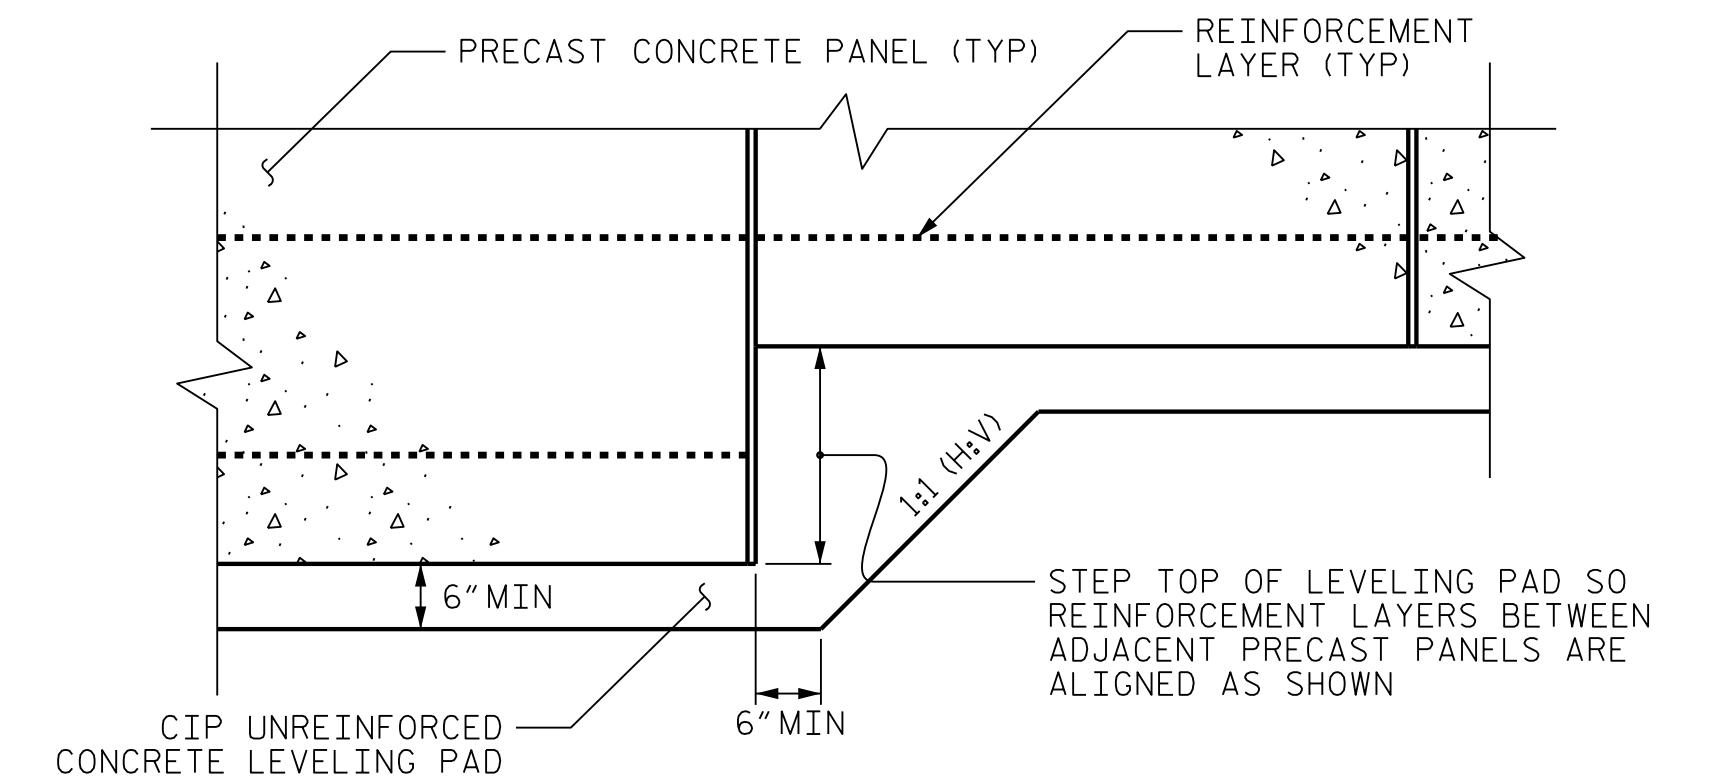 PRECAST CONCRETE PANEL (TYP)
REINFORCEMENT
LAYER (TYP)
1:1 (H:V)
6" MIN
STEP TOP OF LEVELING PAD SO
REINFORCEMENT LAYERS BETWEEN
ADJACENT PRECAST PANELS ARE
ALIGNED AS SHOWN
6" MIN
CIP UNREINFORCED
CONCRETE LEVELING PAD